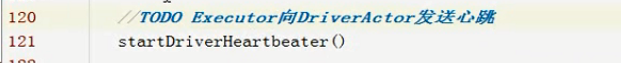 120 //TODO Executor向DriverActor发送心跳
121 startDriverHeartbeater()